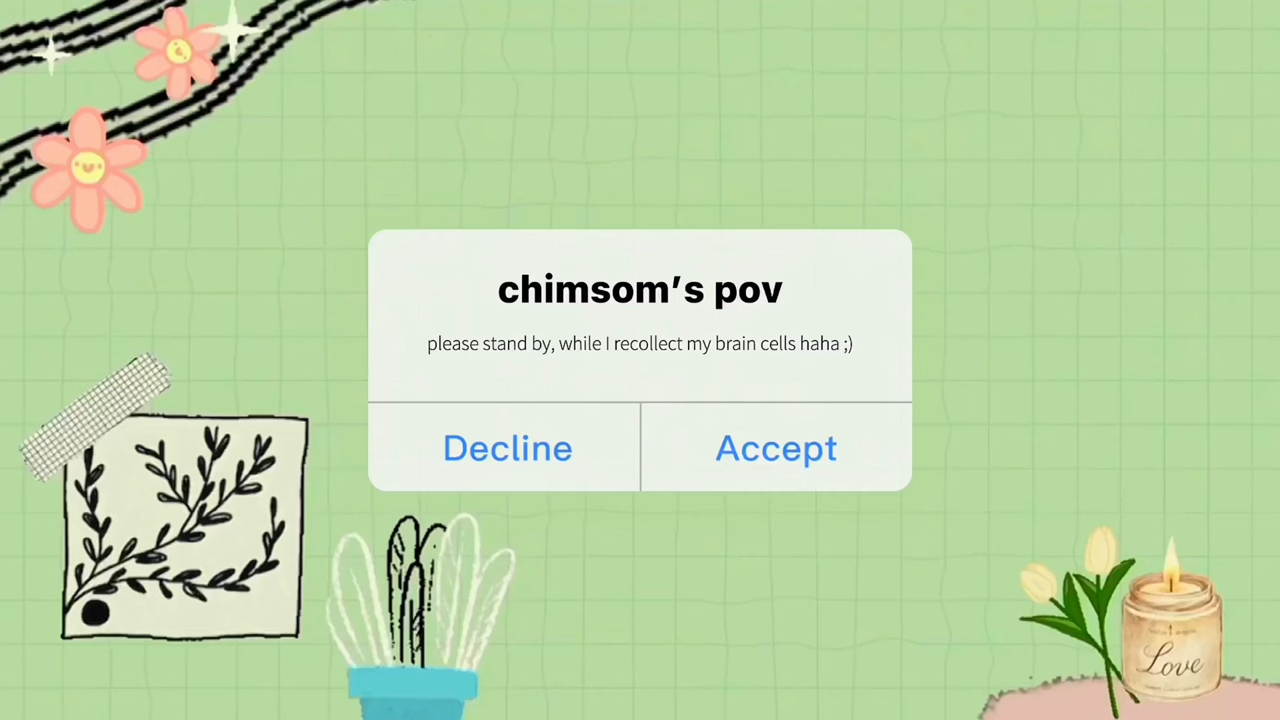 chimsom's pov
please stand by, while I recollect my brain cells haha ;)
Decline
Accept
Love